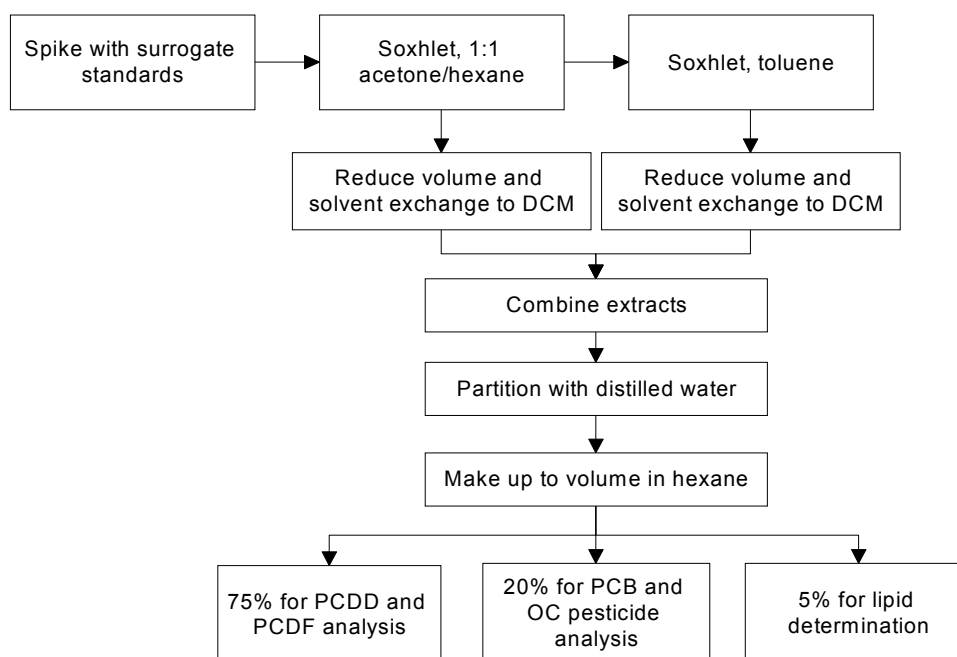 Spike with surrogate
standards
Soxhlet, 1:1
acetone/hexane
Soxhlet, toluene
Reduce volume and
solvent exchange to DCM
Reduce volume and
solvent exchange to DCM
Combine extracts
Partition with distilled water
Make up to volume in hexane
75% for PCDD and
PCDF analysis
20% for PCB and
OC pesticide
analysis
5% for lipid
determination